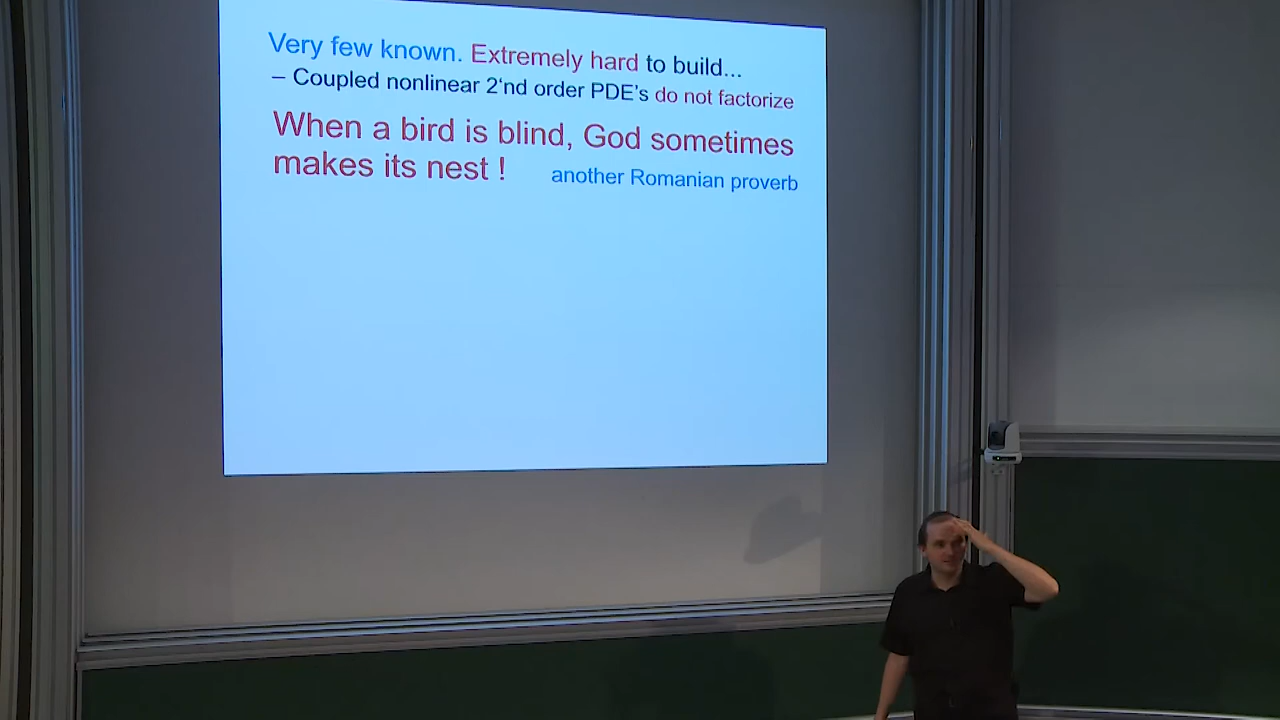 Very few known. Extremely hard to build...
– Coupled nonlinear 2‘nd order PDE’s do not factorize
When a bird is blind, God sometimes
makes its nest !
another Romanian proverb